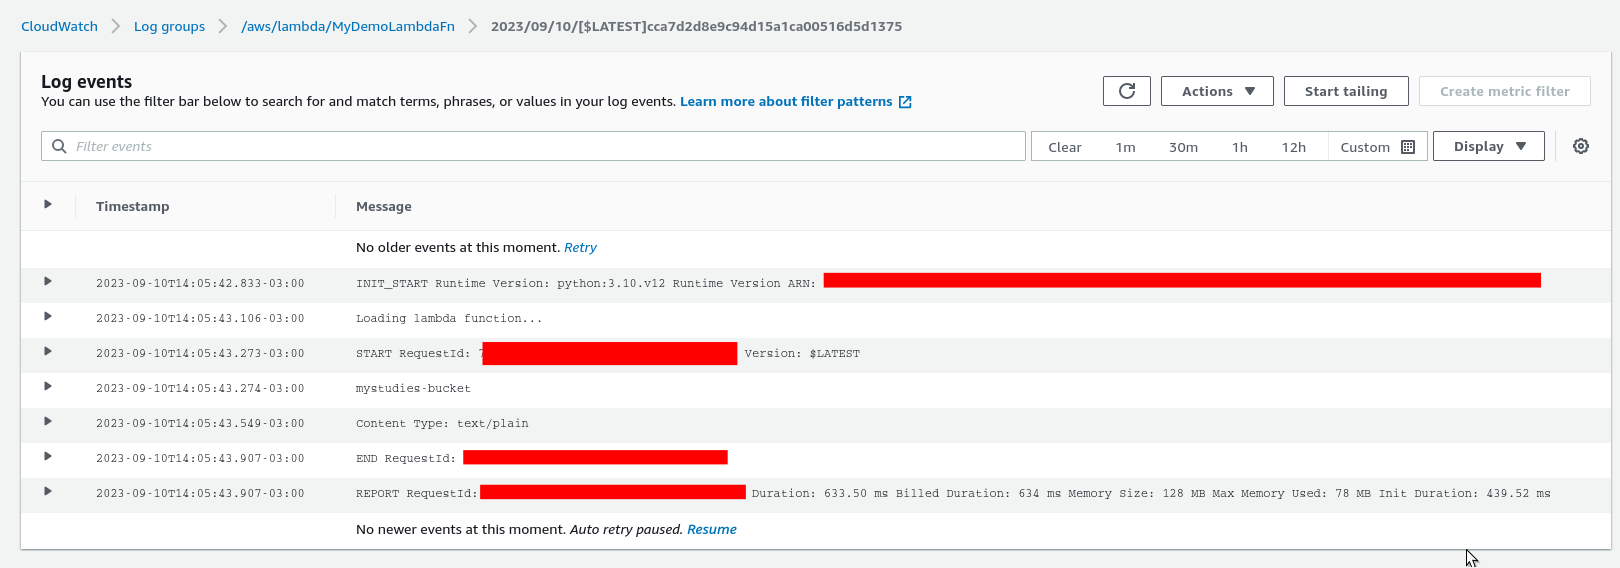 CloudWatch > Log groups > /aws/lambda/MyDemoLambdaFn > 2023/09/10/[$LATEST]cca7d2d8e9c94d15a1ca00516d5d1375
Log events
You can use the filter bar below to search for and match terms, phrases, or values in your log events. Learn more about filter patterns
Actions Start tailing Create metric filter
Filter events Clear 1m 30m 1h 12h Custom Display
Timestamp Message
No older events at this moment. Retry
2023-09-10T14:05:42.833-03:00 INIT_START Runtime Version: python:3.10.v12 Runtime Version ARN:
2023-09-10T14:05:43.106-03:00 Loading lambda function...
2023-09-10T14:05:43.273-03:00 START RequestId: Version: $LATEST
2023-09-10T14:05:43.274-03:00 mystudies-bucket
2023-09-10T14:05:43.549-03:00 Content Type: text/plain
2023-09-10T14:05:43.907-03:00 END RequestId:
2023-09-10T14:05:43.907-03:00 REPORT RequestId: Duration: 633.50 ms Billed Duration: 634 ms Memory Size: 128 MB Max Memory Used: 78 MB Init Duration: 439.52 ms
No newer events at this moment. Auto retry paused. Resume